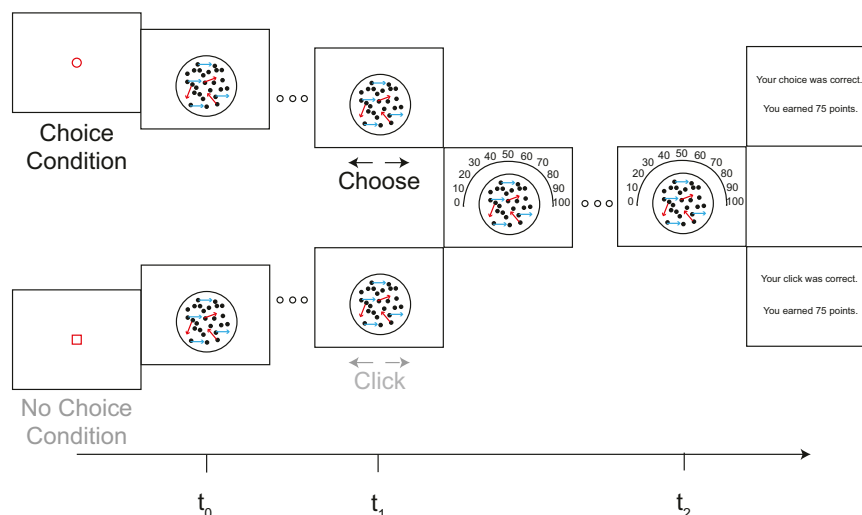 Choice
Condition
Choose
0 10 20 30 40 50 60 70 80 90 100
0 10 20 30 40 50 60 70 80 90 100
Your choice was correct.
You earned 75 points.
No Choice
Condition
Click
Your click was correct.
You earned 75 points.
t0
t1
t2